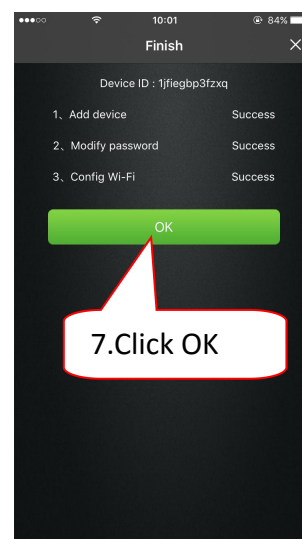 10:01 84%
Finish
Device ID : 1jfiegbp3fzxq
1、Add device Success
2、Modify password Success
3、Config Wi-Fi Success
OK
7.Click OK